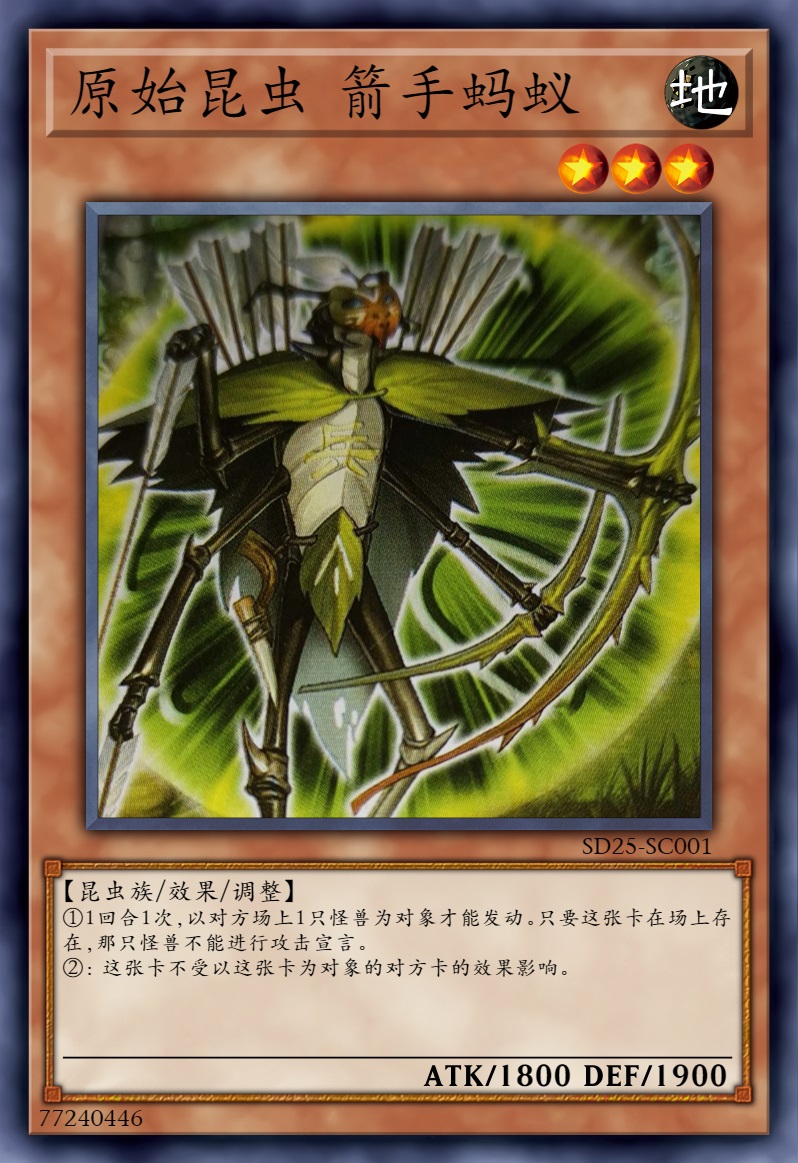 原始昆虫 箭手蚂蚁
地
兵
SD25-SC001
【昆虫族/效果/调整】
①1回合1次,以对方场上1只怪兽为对象才能发动。只要这张卡在场上存
在,那只怪兽不能进行攻击宣言。
②: 这张卡不受以这张卡为对象的对方卡的效果影响。
ATK/1800 DEF/1900
77240446